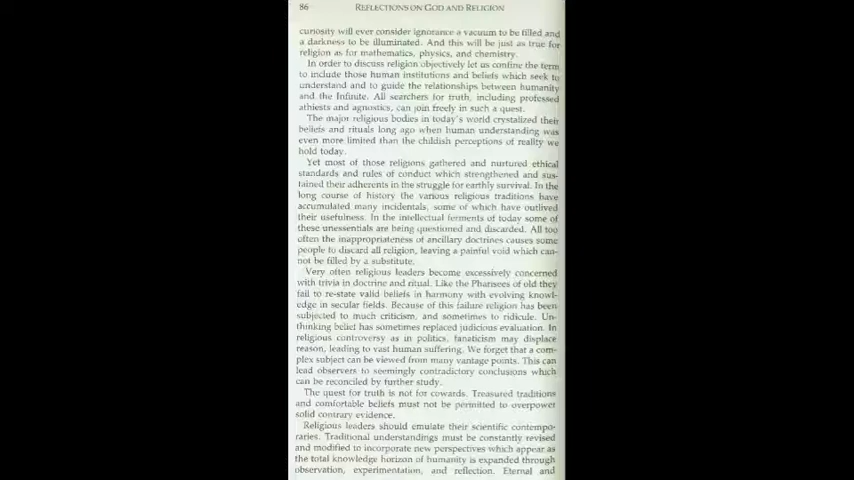 86 REFLECTIONS ON GOD AND RELIGION
curiosity will ever consider ignorance a vacuum to be filled and
a darkness to be illuminated. And this will be just as true for
religion as for mathematics, physics, and chemistry.
In order to discuss religion objectively let us confine the term
to include those human institutions and beliefs which seek to
understand and to guide the relationships between humanity
and the Infinite. All searchers for truth, including professed
athiests and agnostics, can join freely in such a quest.
The major religious bodies in today's world crystalized their
beliefs and rituals long ago when human understanding was
even more limited than the childish perceptions of reality we
hold today.
Yet most of those religions gathered and nurtured ethical
standards and rules of conduct which strengthened and sus-
tained their adherents in the struggle for earthly survival. In the
long course of history the various religious traditions have
accumulated many incidentals, some of which have outlived
their usefulness. In the intellectual ferments of today some of
these unessentials are being questioned and discarded. All too
often the inappropriateness of ancillary doctrines causes some
people to discard all religion, leaving a painful void which can-
not be filled by a substitute.
Very often religious leaders become excessively concerned
with trivia in doctrine and ritual. Like the Pharisees of old they
fail to re-state valid beliefs in harmony with evolving knowl-
edge in secular fields. Because of this failure religion has been
subjected to much criticism, and sometimes to ridicule. Un-
thinking belief has sometimes replaced judicious evaluation. In
religious controversy as in politics, fanaticism may displace
reason, leading to vast human suffering. We forget that a com-
plex subject can be viewed from many vantage points. This can
lead observers to seemingly contradictory conclusions which
can be reconciled by further study.
The quest for truth is not for cowards. Treasured traditions
and comfortable beliefs must not be permitted to overpower
solid contrary evidence.
Religious leaders should emulate their scientific contempo-
raries. Traditional understandings must be constantly revised
and modified to incorporate new perspectives which appear as
the total knowledge horizon of humanity is expanded through
observation, experimentation, and reflection. Eternal and